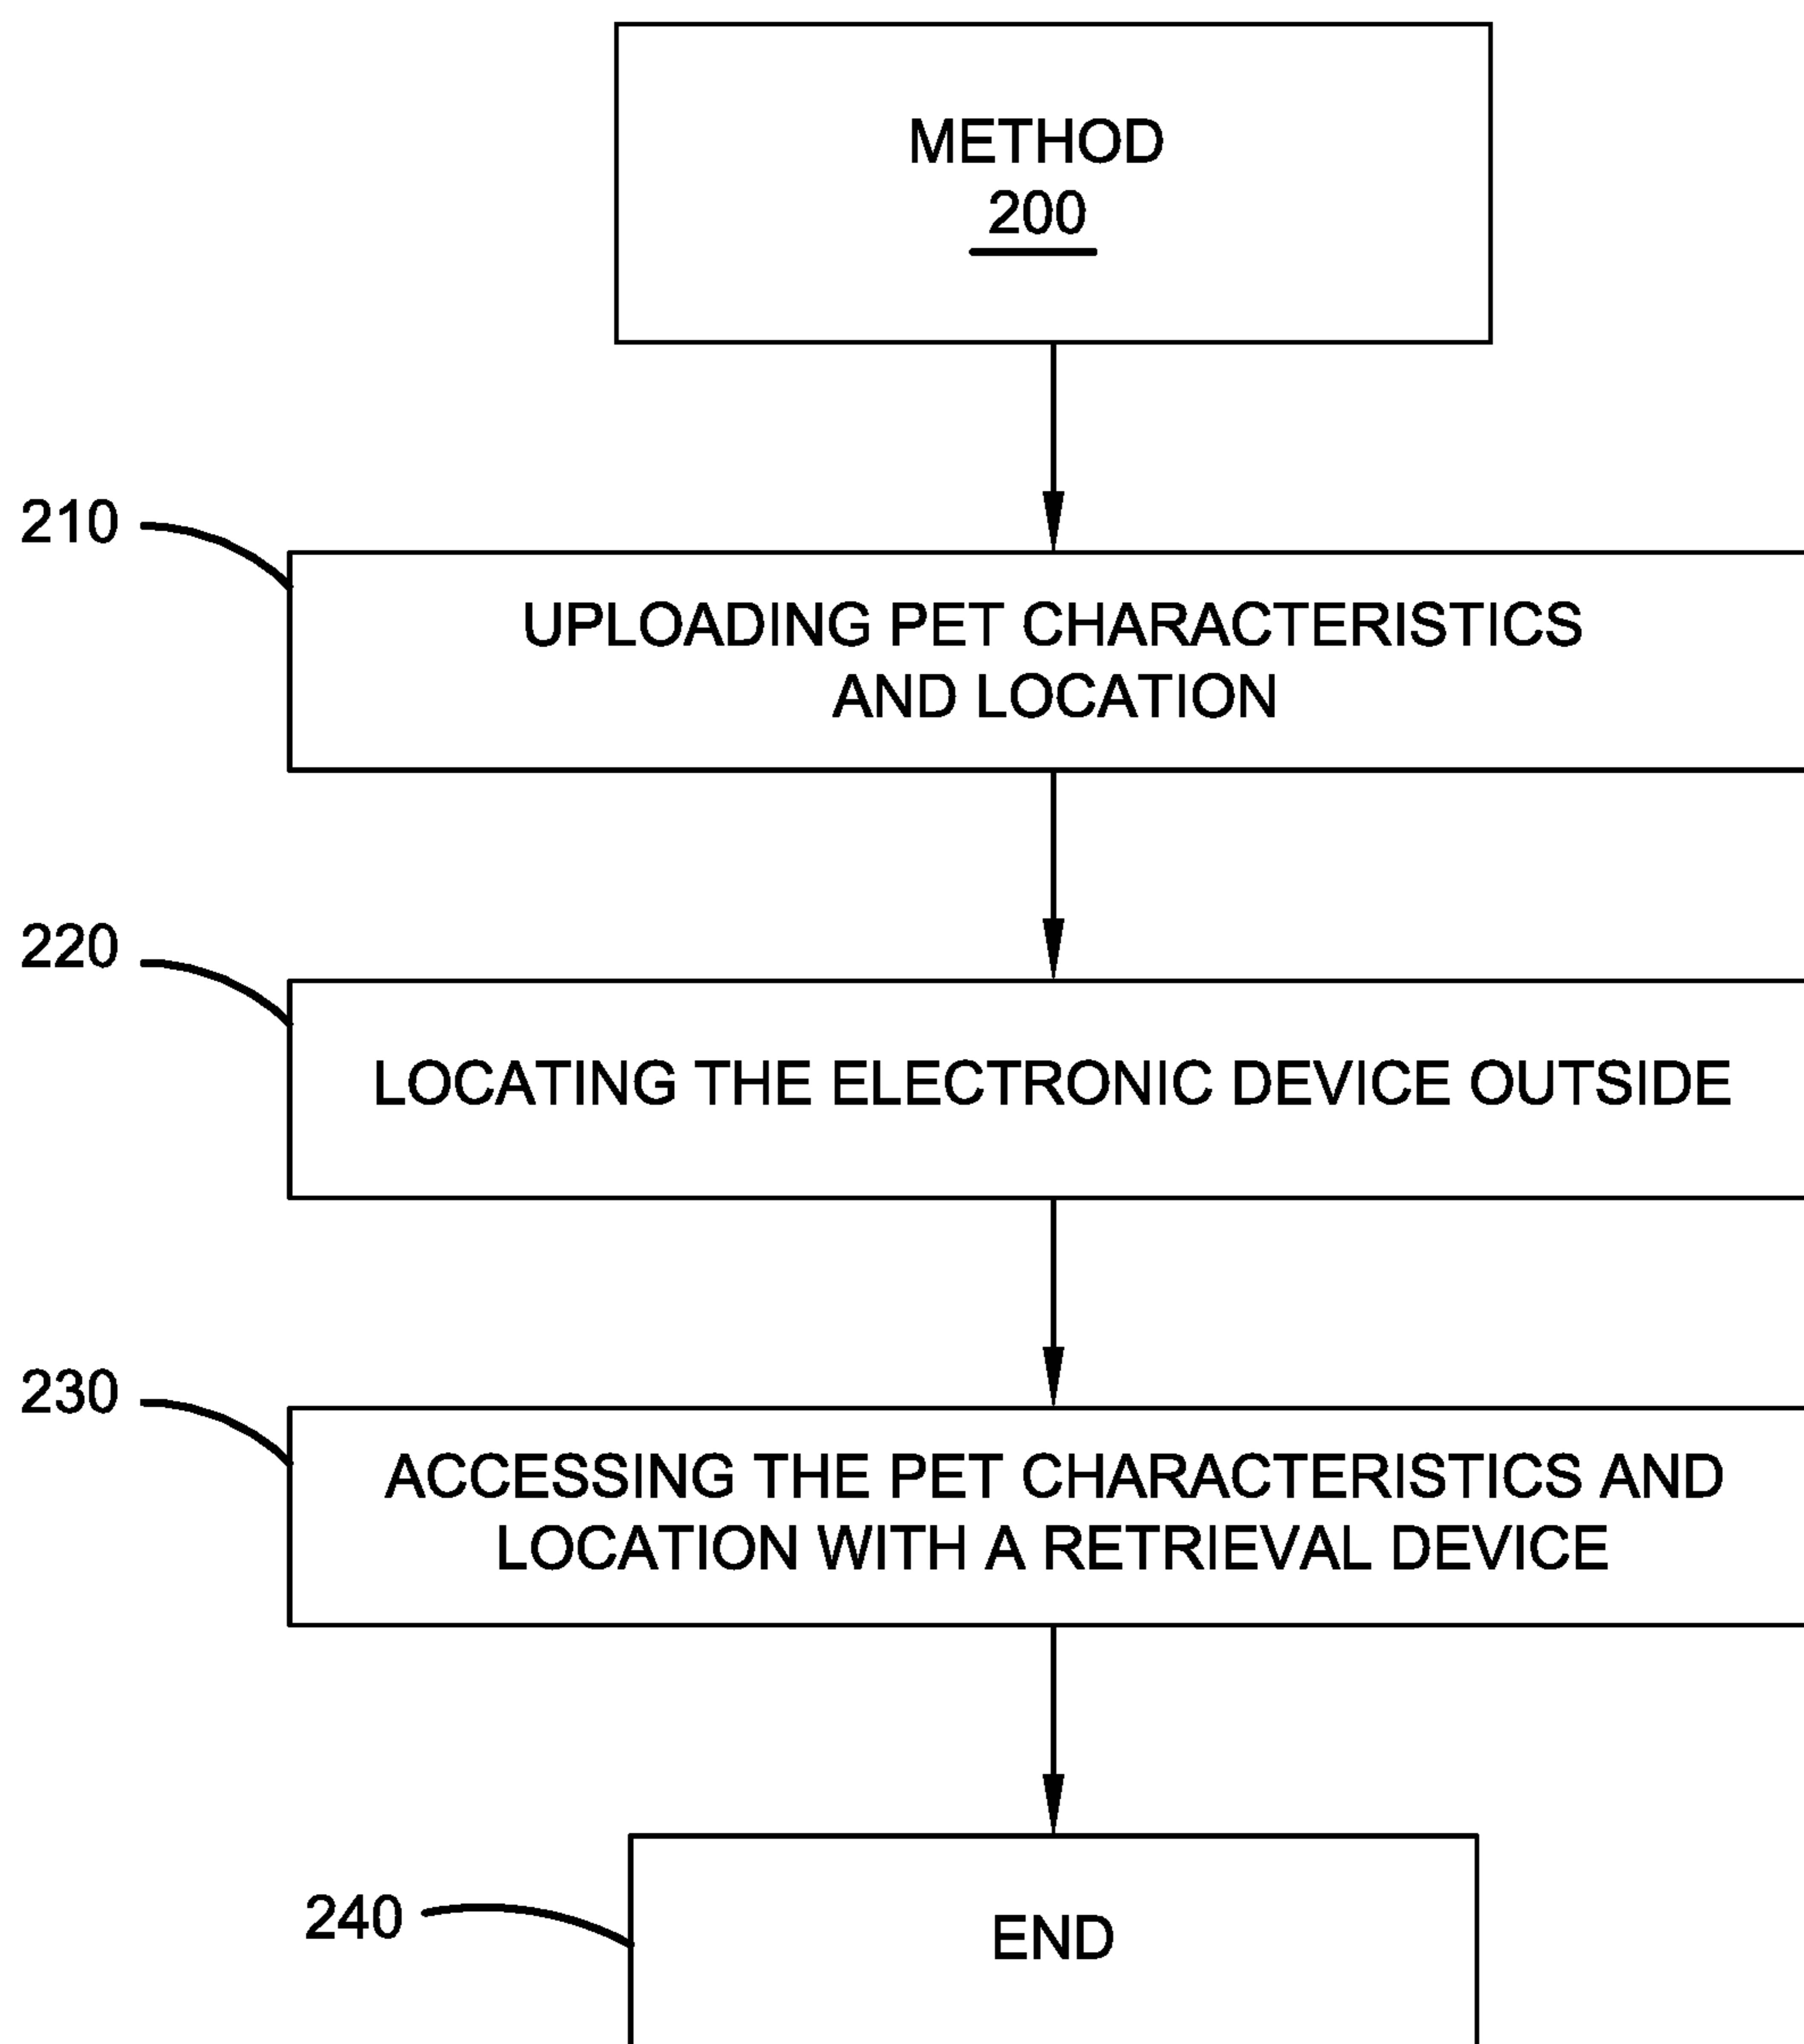 METHOD
200
210
UPLOADING PET CHARACTERISTICS
AND LOCATION
220
LOCATING THE ELECTRONIC DEVICE OUTSIDE
230
ACCESSING THE PET CHARACTERISTICS AND
LOCATION WITH A RETRIEVAL DEVICE
240
END